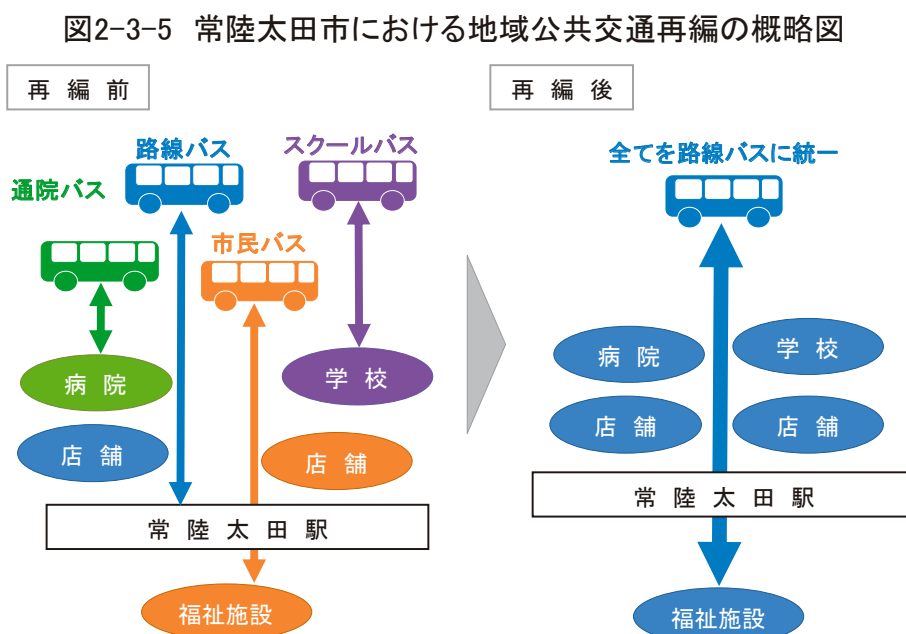 図2-3-5 常陸太田市における地域公共交通再編の概略図
再編前
路線バス
スクールバス
通院バス
市民バス
病院
学校
店舗
店舗
常陸太田駅
福祉施設
再編後
全てを路線バスに統一
病院
学校
店舗
店舗
常陸太田駅
福祉施設